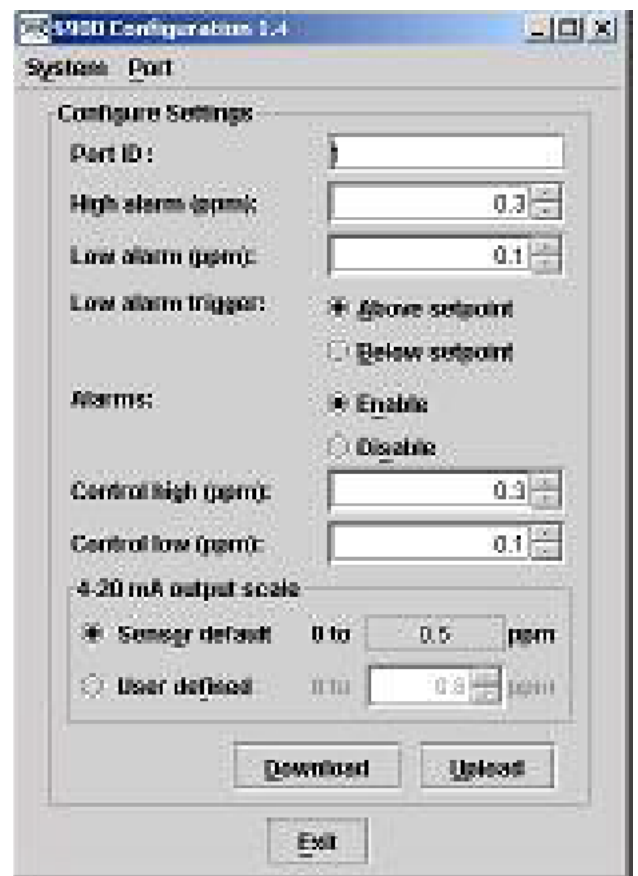 Configuration 1.4
System Port
Configure Settings
Port ID :
High alarm (ppm): 0.3
Low alarm (ppm): 0.1
Low alarm trigger: Above setpoint
Below setpoint
Alarms: Enable
Disable
Control high (ppm): 0.3
Control low (ppm): 0.1
4-20 mA output scale
Sensor default 0 to 0.5 ppm
User defined 0 to ppm
Download Upload
Exit